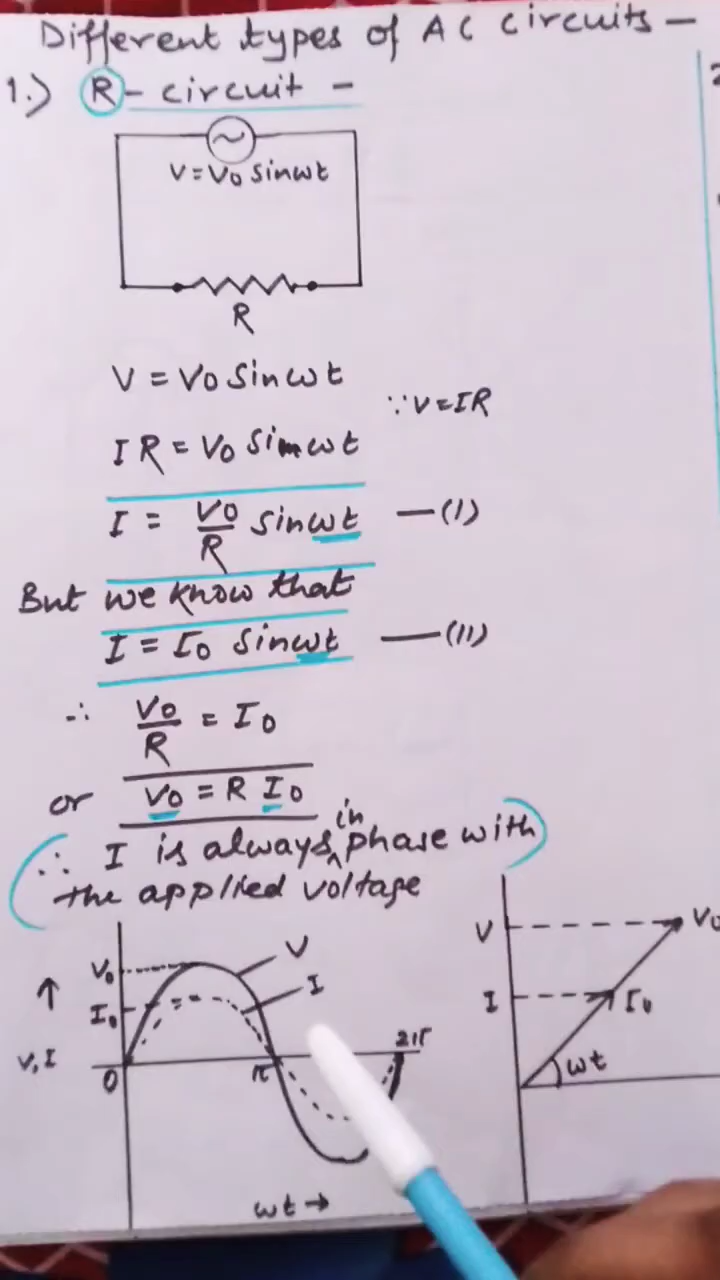 Different types of AC circuits –
1.) R - circuit -
V = V0 sinωt
R
V = V0 sinωt
∵ V = IR
IR = V0 sinωt
I = V0/R sinωt —(I)
But we know that
I = I0 sinωt —(II)
∴ V0/R = I0
or V0 = R I0
∴ I is always in phase with
the applied voltage
V0
V
I
I0
V, I
0
π
2π
ωt →
V
V0
I
I0
ωt